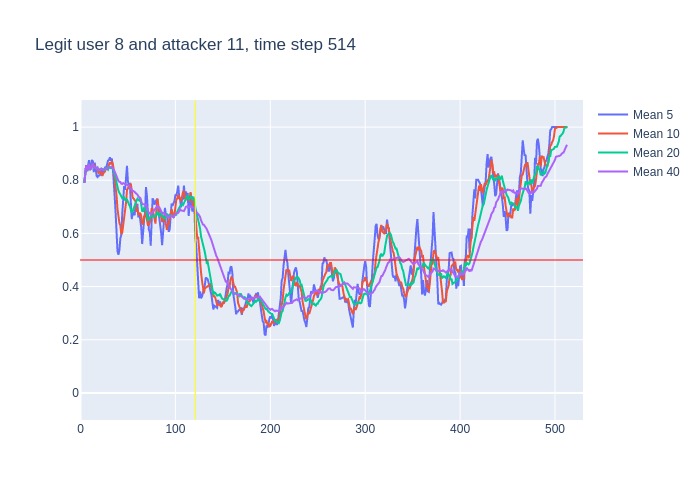 Legit user 8 and attacker 11, time step 514
Mean 5
Mean 10
Mean 20
Mean 40
1
0.8
0.6
0.4
0.2
0
0 100 200 300 400 500